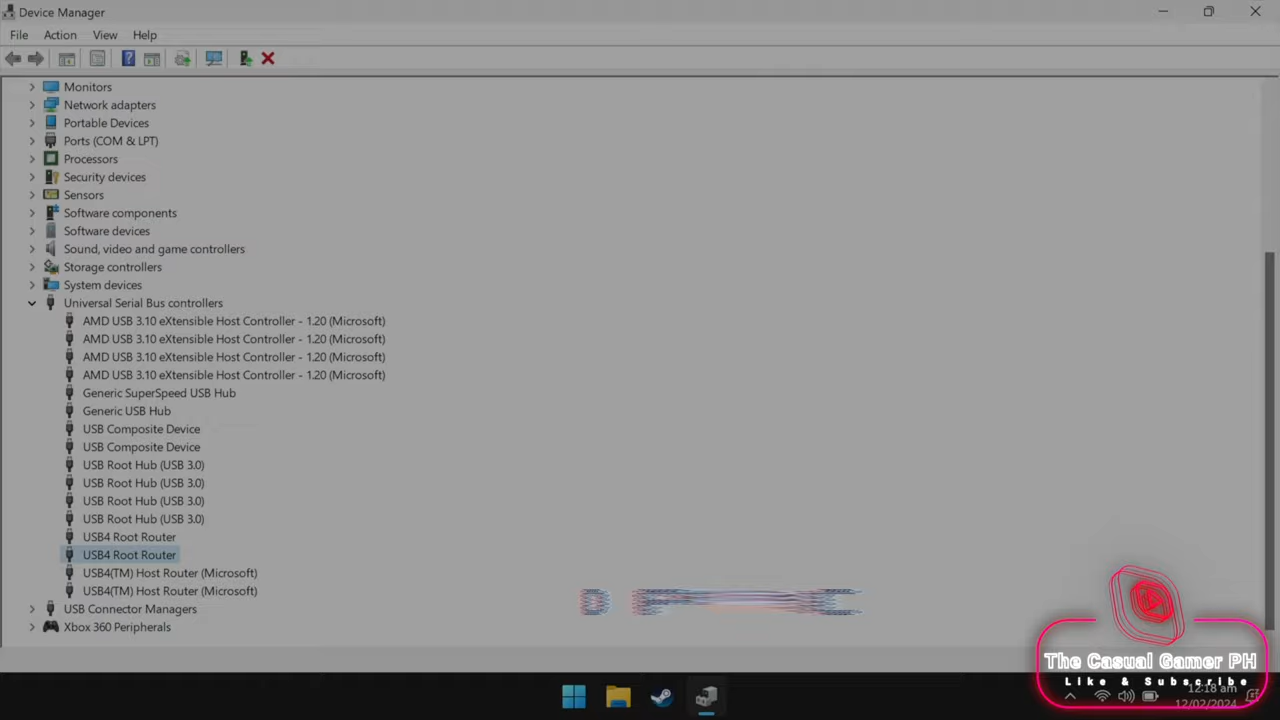 Device Manager
File Action View Help
Monitors
Network adapters
Portable Devices
Ports (COM & LPT)
Processors
Security devices
Sensors
Software components
Software devices
Sound, video and game controllers
Storage controllers
System devices
Universal Serial Bus controllers
AMD USB 3.10 eXtensible Host Controller - 1.20 (Microsoft)
AMD USB 3.10 eXtensible Host Controller - 1.20 (Microsoft)
AMD USB 3.10 eXtensible Host Controller - 1.20 (Microsoft)
AMD USB 3.10 eXtensible Host Controller - 1.20 (Microsoft)
Generic SuperSpeed USB Hub
Generic USB Hub
USB Composite Device
USB Composite Device
USB Root Hub (USB 3.0)
USB Root Hub (USB 3.0)
USB Root Hub (USB 3.0)
USB Root Hub (USB 3.0)
USB4 Root Router
USB4 Root Router
USB4(TM) Host Router (Microsoft)
USB4(TM) Host Router (Microsoft)
USB Connector Managers
Xbox 360 Peripherals
The Casual Gamer PH
Like & Subscribe
12:18 am
12/02/2024